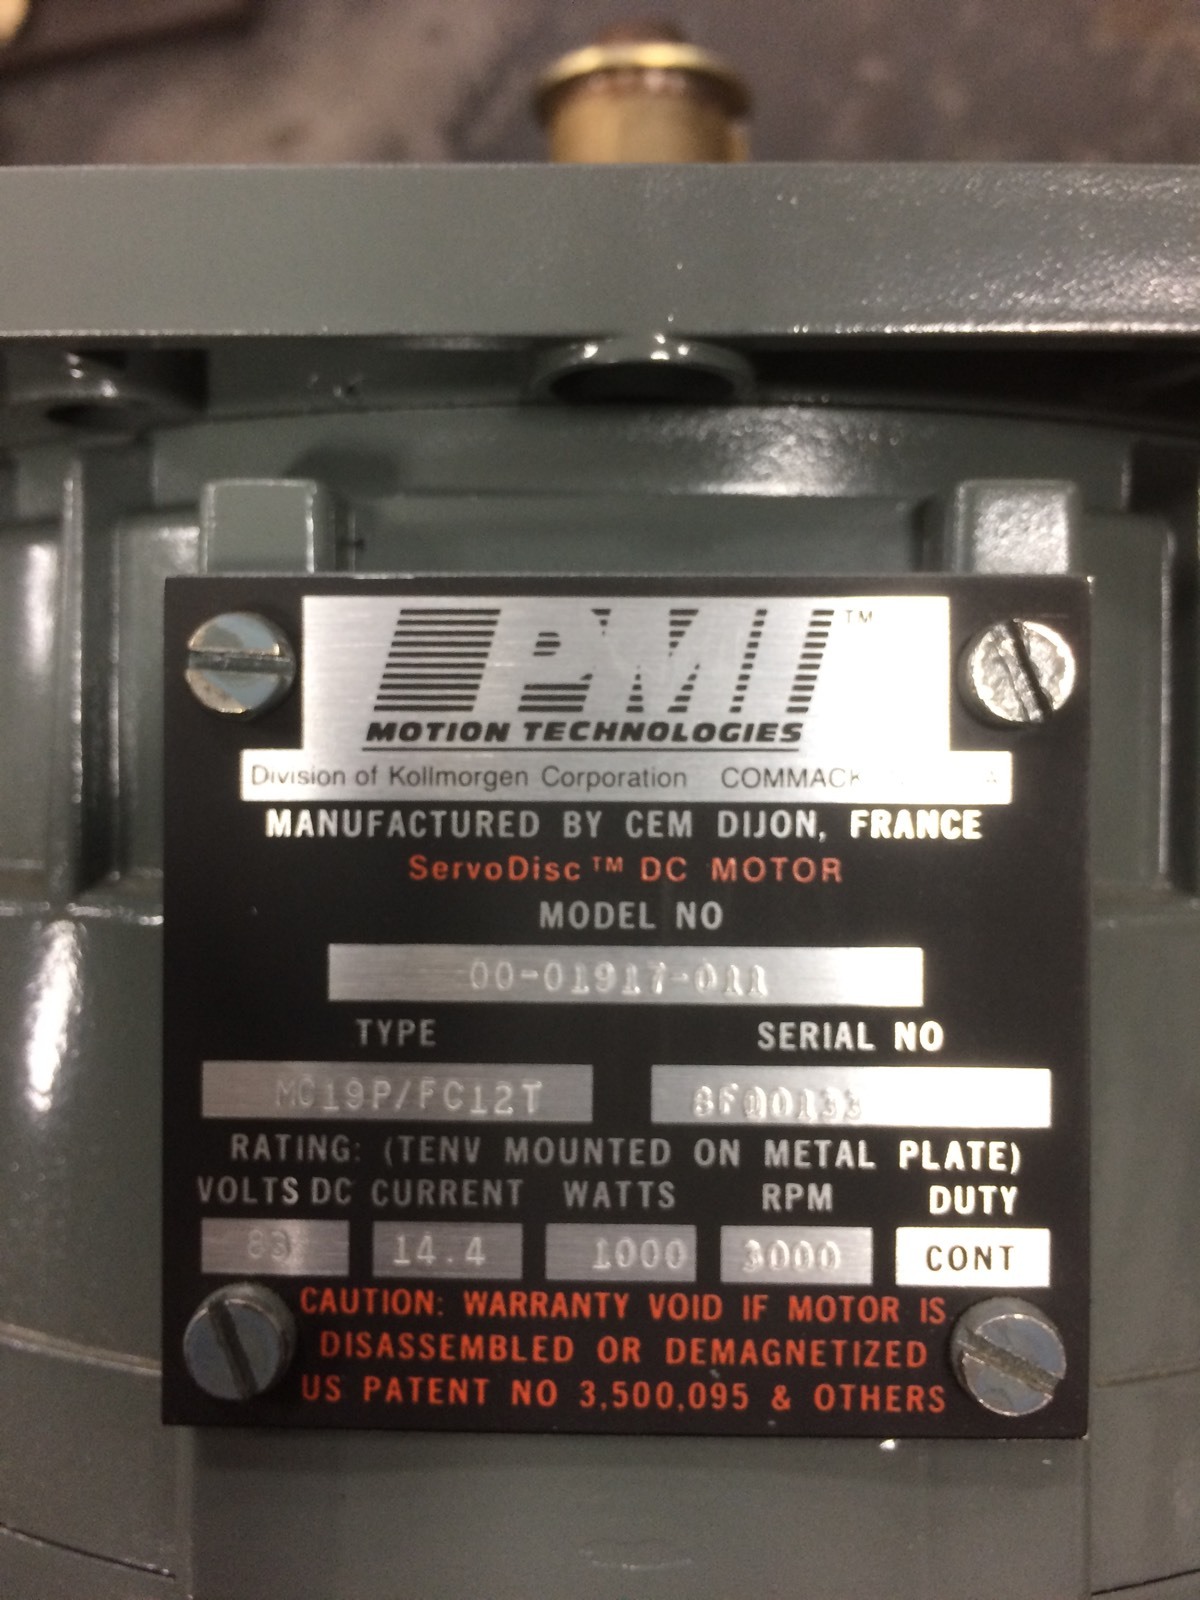 PMI™
MOTION TECHNOLOGIES
Division of Kollmorgen Corporation COMMACK
MANUFACTURED BY CEM DIJON, FRANCE
ServoDisc™ DC MOTOR
MODEL NO
00-01917-011
TYPE SERIAL NO
MC19P/FC12T
RATING: (TENV MOUNTED ON METAL PLATE)
VOLTS DC CURRENT WATTS RPM DUTY
83 14.4 1000 3000 CONT
CAUTION: WARRANTY VOID IF MOTOR IS
DISASSEMBLED OR DEMAGNETIZED
US PATENT NO 3,500,095 & OTHERS